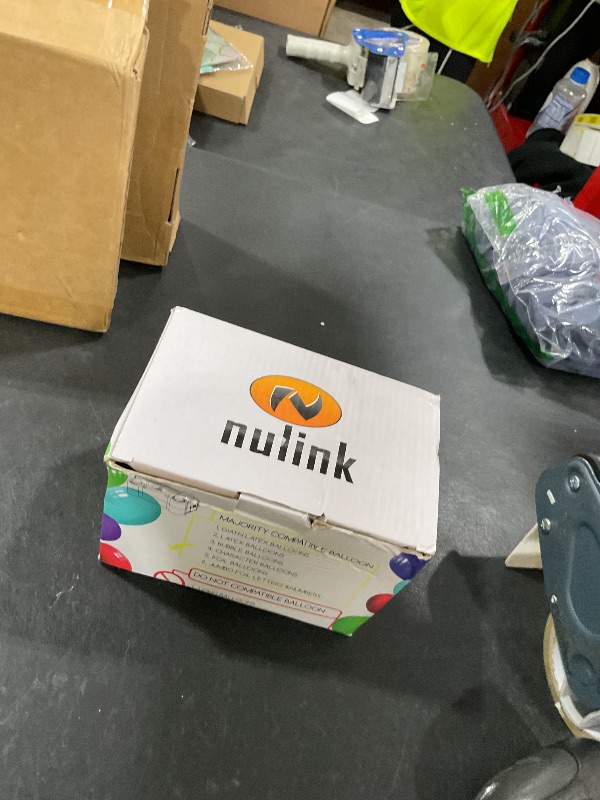 nulink
MAJORITY COMPATIBLE BALLOON
1. GIATN LATEX BALLOONS
2. LATEX BALLOONS
3. BUBBLE BALLOONS
4. CHARACTER BALLOONS
5. FOIL BALLOONS
6. JUMBO FOIL LETTERS &NUMBERS
DO NOT COMPATIBLE BALLOON